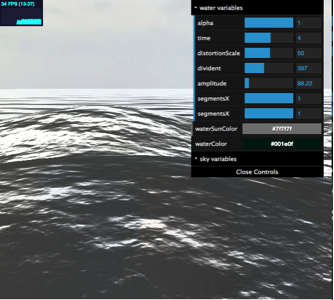 34 FPS (13-37)
water variables
alpha 1
time 4
distortionScale 50
divident 397
amplitude 88.22
segmentsX 1
segmentsX 1
waterSunColor #7f7f7f
waterColor #001e0f
sky variables
Close Controls